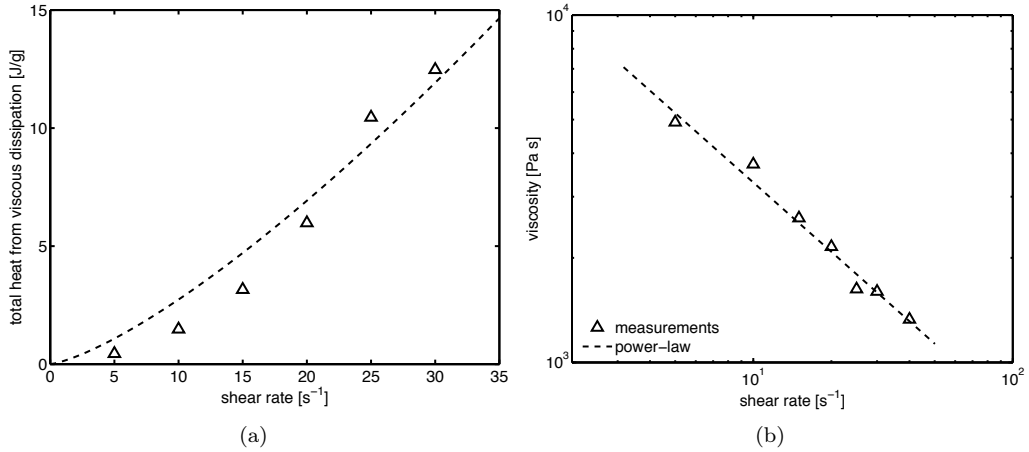 total heat from viscous dissipation [J/g]
15
10
5
0
0 5 10 15 20 25 30 35
shear rate [s⁻¹]
(a)
viscosity [Pa s]
10⁴
10³
measurements
power−law
10¹ 10²
shear rate [s⁻¹]
(b)